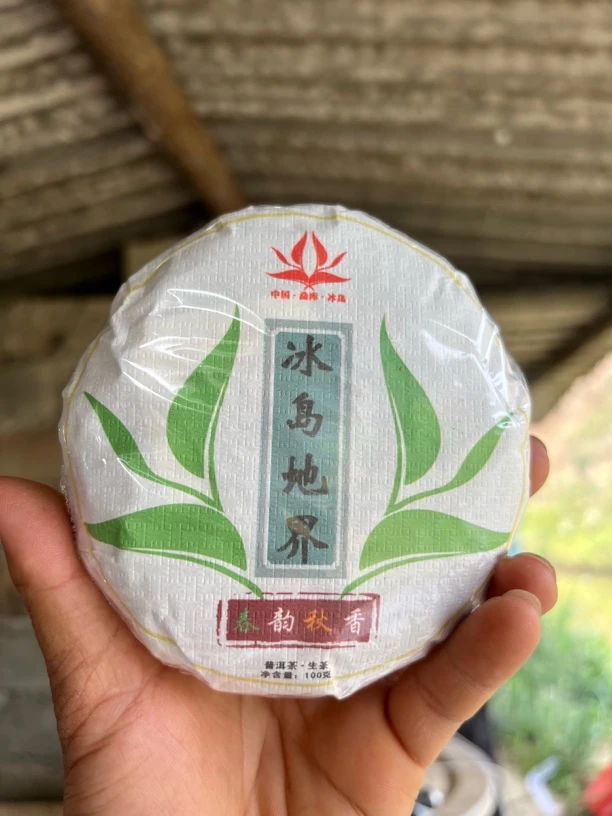 中国·勐库·冰岛
冰岛地界
春韵秋香
普洱茶·生茶
净含量：100克